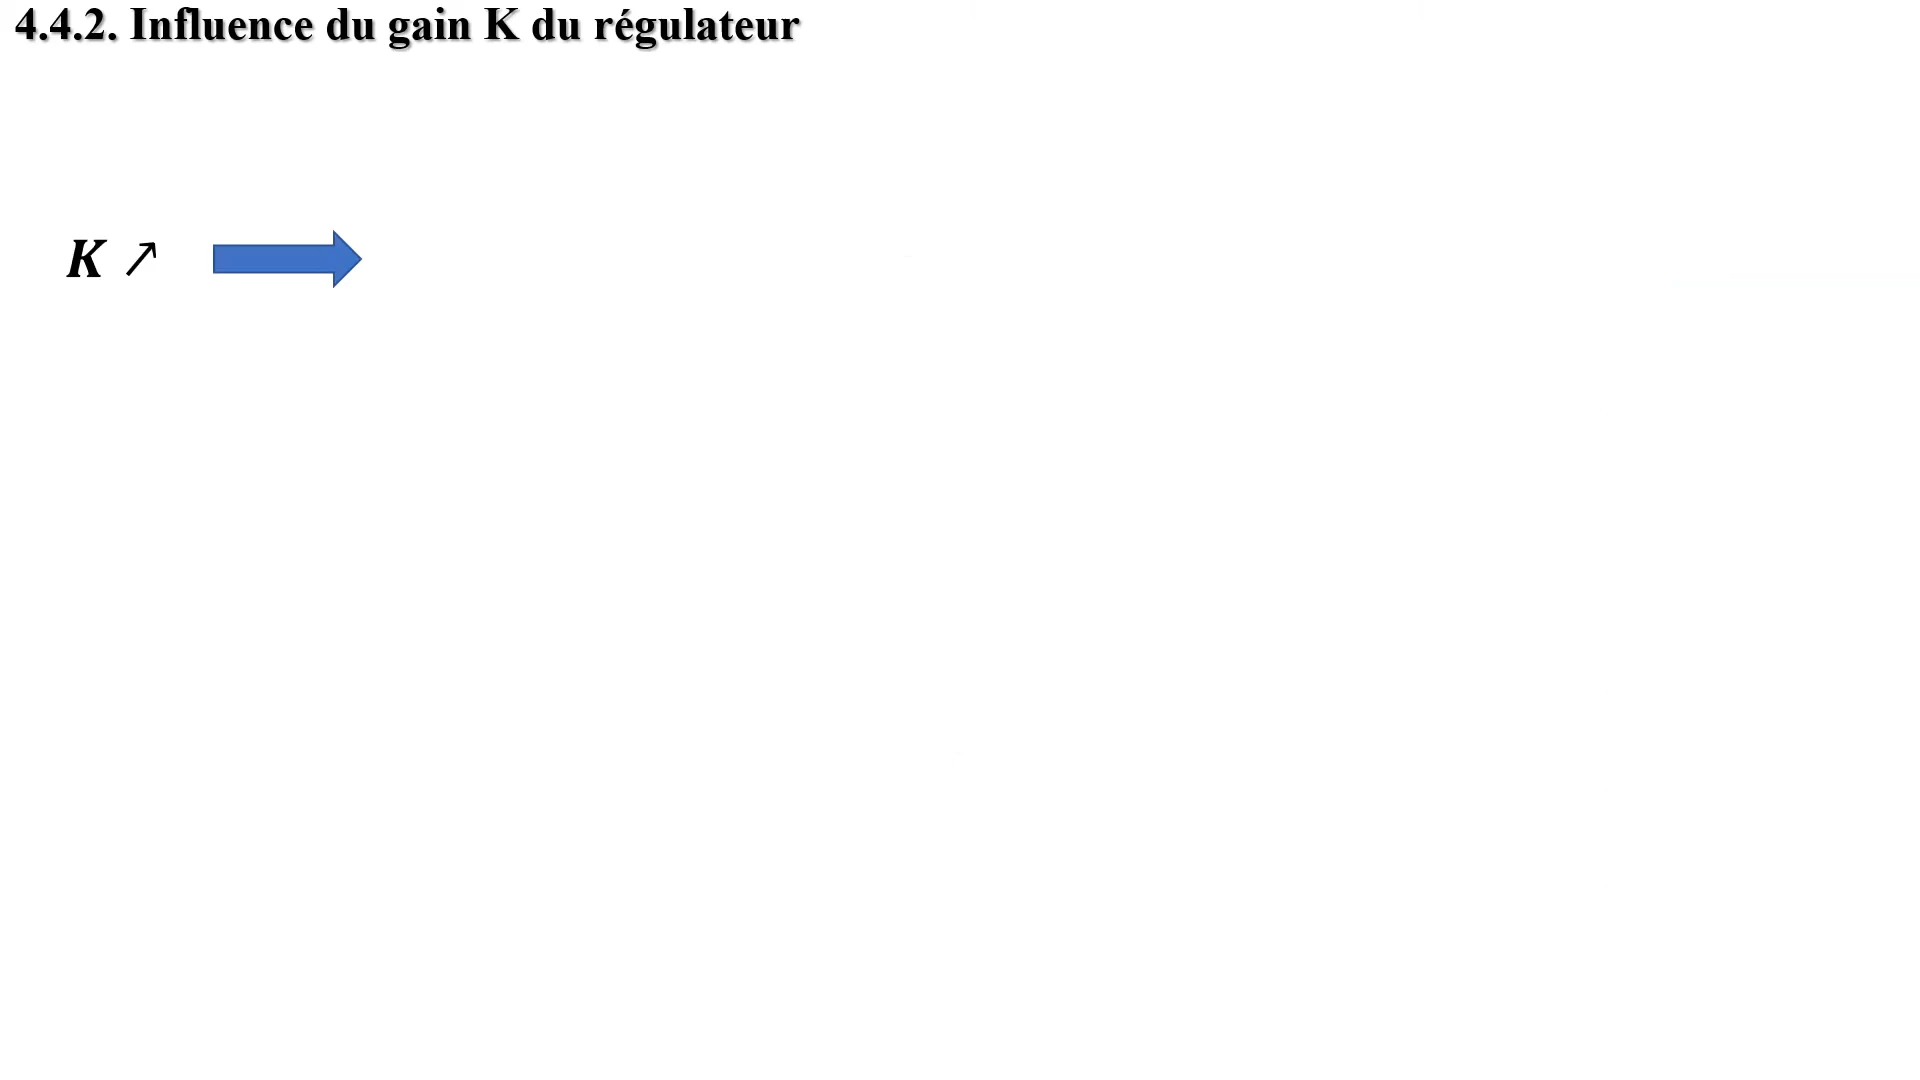 4.4.2. Influence du gain K du régulateur
K ↗